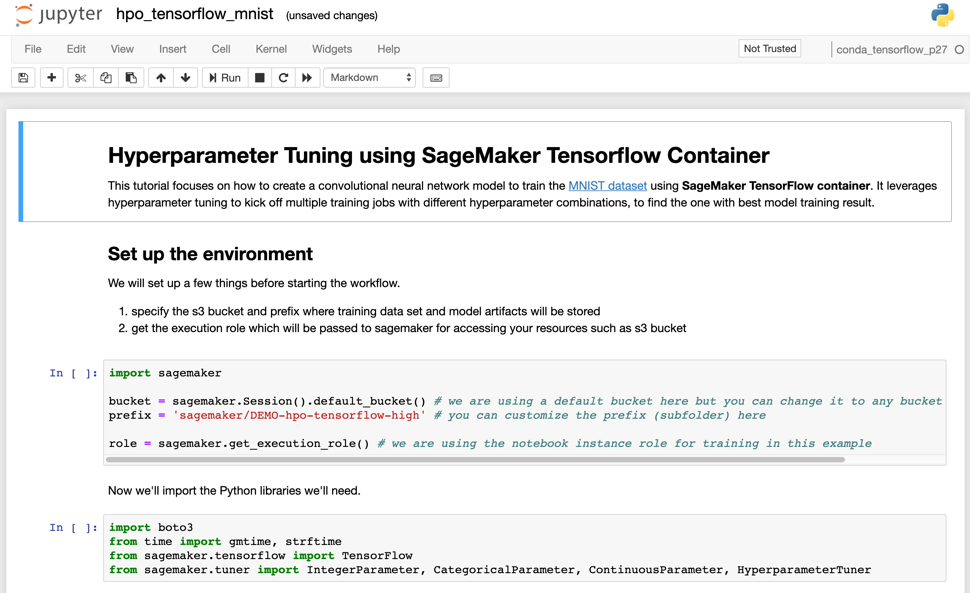 jupyter hpo_tensorflow_mnist (unsaved changes)
File Edit View Insert Cell Kernel Widgets Help Not Trusted conda_tensorflow_p27
Run Markdown
Hyperparameter Tuning using SageMaker Tensorflow Container
This tutorial focuses on how to create a convolutional neural network model to train the MNIST dataset using SageMaker TensorFlow container. It leverages
hyperparameter tuning to kick off multiple training jobs with different hyperparameter combinations, to find the one with best model training result.
Set up the environment
We will set up a few things before starting the workflow.
1. specify the s3 bucket and prefix where training data set and model artifacts will be stored
2. get the execution role which will be passed to sagemaker for accessing your resources such as s3 bucket
In [ ]: import sagemaker
bucket = sagemaker.Session().default_bucket() # we are using a default bucket here but you can change it to any bucket
prefix = 'sagemaker/DEMO-hpo-tensorflow-high' # you can customize the prefix (subfolder) here
role = sagemaker.get_execution_role() # we are using the notebook instance role for training in this example
Now we'll import the Python libraries we'll need.
In [ ]: import boto3
from time import gmtime, strftime
from sagemaker.tensorflow import TensorFlow
from sagemaker.tuner import IntegerParameter, CategoricalParameter, ContinuousParameter, HyperparameterTuner